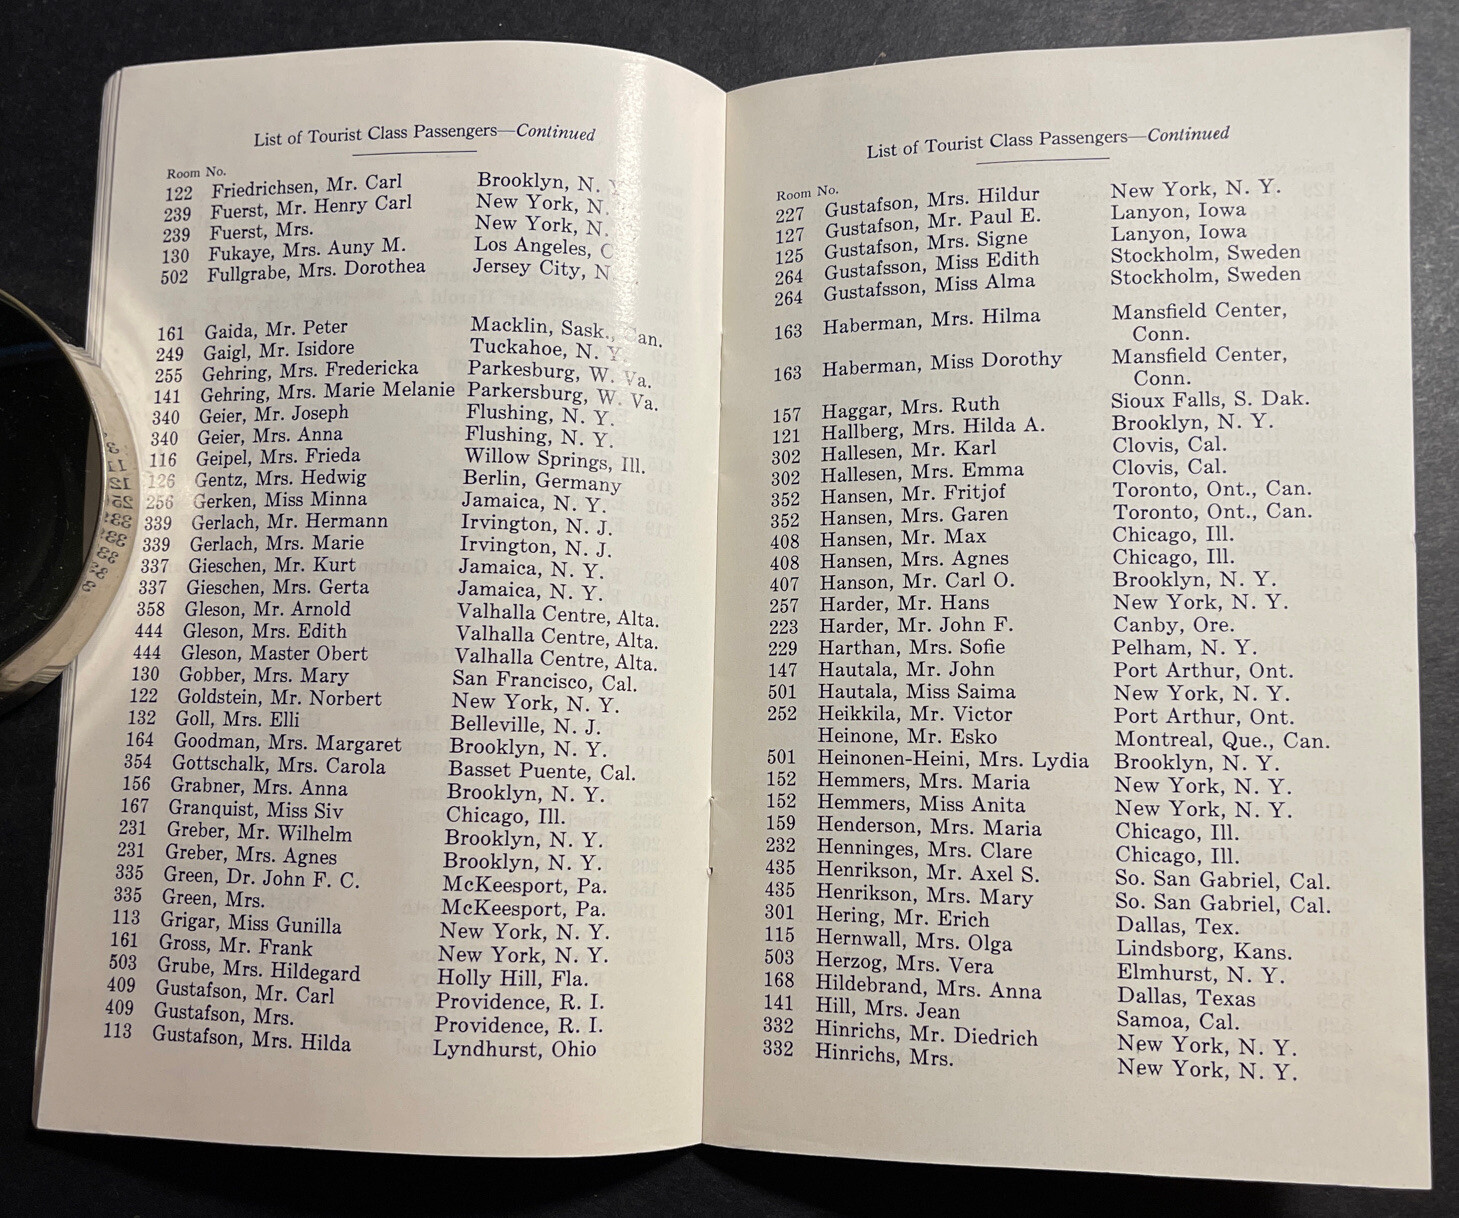 List of Tourist Class Passengers—Continued
Room No.
122 Friedrichsen, Mr. Carl Brooklyn, N. Y
239 Fuerst, Mr. Henry Carl New York, N.
239 Fuerst, Mrs. New York, N.
130 Fukaye, Mrs. Auny M. Los Angeles, C
502 Fullgrabe, Mrs. Dorothea Jersey City, N
161 Gaida, Mr. Peter Macklin, Sask., Can.
249 Gaigl, Mr. Isidore Tuckahoe, N. Y.
255 Gehring, Mrs. Fredericka Parkesburg, W. Va.
141 Gehring, Mrs. Marie Melanie Parkersburg, W. Va.
340 Geier, Mr. Joseph Flushing, N. Y.
340 Geier, Mrs. Anna Flushing, N. Y.
116 Geipel, Mrs. Frieda Willow Springs, Ill.
126 Gentz, Mrs. Hedwig Berlin, Germany
256 Gerken, Miss Minna Jamaica, N. Y.
339 Gerlach, Mr. Hermann Irvington, N. J.
339 Gerlach, Mrs. Marie Irvington, N. J.
337 Gieschen, Mr. Kurt Jamaica, N. Y.
337 Gieschen, Mrs. Gerta Jamaica, N. Y.
358 Gleson, Mr. Arnold Valhalla Centre, Alta.
444 Gleson, Mrs. Edith Valhalla Centre, Alta.
444 Gleson, Master Obert Valhalla Centre, Alta.
130 Gobber, Mrs. Mary San Francisco, Cal.
122 Goldstein, Mr. Norbert New York, N. Y.
132 Goll, Mrs. Elli Belleville, N. J.
164 Goodman, Mrs. Margaret Brooklyn, N. Y.
354 Gottschalk, Mrs. Carola Basset Puente, Cal.
156 Grabner, Mrs. Anna Brooklyn, N. Y.
167 Granquist, Miss Siv Chicago, Ill.
231 Greber, Mr. Wilhelm Brooklyn, N. Y.
231 Greber, Mrs. Agnes Brooklyn, N. Y.
335 Green, Dr. John F. C. McKeesport, Pa.
335 Green, Mrs. McKeesport, Pa.
113 Grigar, Miss Gunilla New York, N. Y.
161 Gross, Mr. Frank New York, N. Y.
503 Grube, Mrs. Hildegard Holly Hill, Fla.
409 Gustafson, Mr. Carl Providence, R. I.
409 Gustafson, Mrs. Providence, R. I.
113 Gustafson, Mrs. Hilda Lyndhurst, Ohio
List of Tourist Class Passengers—Continued
Room No.
227 Gustafson, Mrs. Hildur New York, N. Y.
127 Gustafson, Mr. Paul E. Lanyon, Iowa
125 Gustafson, Mrs. Signe Lanyon, Iowa
264 Gustafsson, Miss Edith Stockholm, Sweden
264 Gustafsson, Miss Alma Stockholm, Sweden
163 Haberman, Mrs. Hilma Mansfield Center,
Conn.
163 Haberman, Miss Dorothy Mansfield Center,
Conn.
157 Haggar, Mrs. Ruth Sioux Falls, S. Dak.
121 Hallberg, Mrs. Hilda A. Brooklyn, N. Y.
302 Hallesen, Mr. Karl Clovis, Cal.
302 Hallesen, Mrs. Emma Clovis, Cal.
352 Hansen, Mr. Fritjof Toronto, Ont., Can.
352 Hansen, Mrs. Garen Toronto, Ont., Can.
408 Hansen, Mr. Max Chicago, Ill.
408 Hansen, Mrs. Agnes Chicago, Ill.
407 Hanson, Mr. Carl O. Brooklyn, N. Y.
257 Harder, Mr. Hans New York, N. Y.
223 Harder, Mr. John F. Canby, Ore.
229 Harthan, Mrs. Sofie Pelham, N. Y.
147 Hautala, Mr. John Port Arthur, Ont.
501 Hautala, Miss Saima New York, N. Y.
252 Heikkila, Mr. Victor Port Arthur, Ont.
Heinone, Mr. Esko Montreal, Que., Can.
501 Heinonen-Heini, Mrs. Lydia Brooklyn, N. Y.
152 Hemmers, Mrs. Maria New York, N. Y.
152 Hemmers, Miss Anita New York, N. Y.
159 Henderson, Mrs. Maria Chicago, Ill.
232 Henninges, Mrs. Clare Chicago, Ill.
435 Henrikson, Mr. Axel S. So. San Gabriel, Cal.
435 Henrikson, Mrs. Mary So. San Gabriel, Cal.
301 Hering, Mr. Erich Dallas, Tex.
115 Hernwall, Mrs. Olga Lindsborg, Kans.
503 Herzog, Mrs. Vera Elmhurst, N. Y.
168 Hildebrand, Mrs. Anna Dallas, Texas
141 Hill, Mrs. Jean Samoa, Cal.
332 Hinrichs, Mr. Diedrich New York, N. Y.
332 Hinrichs, Mrs. New York, N. Y.